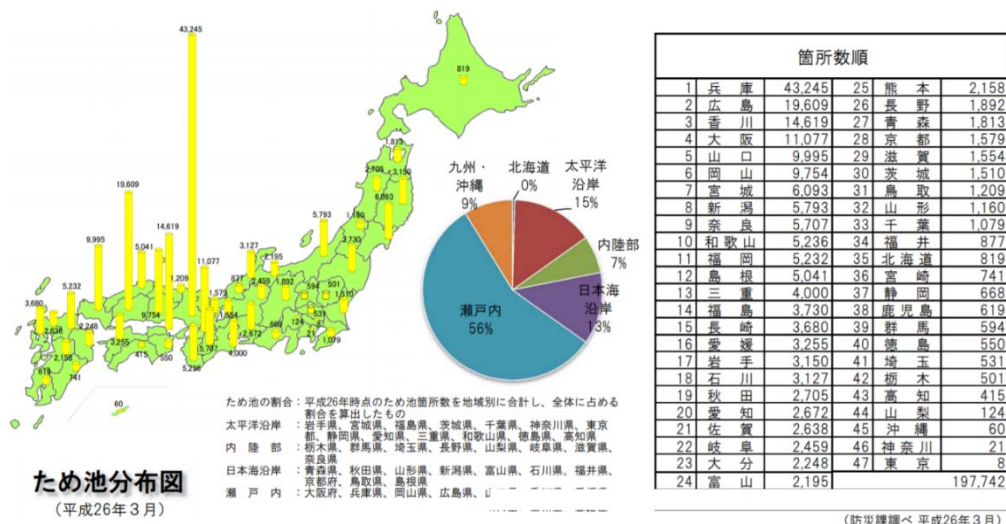 43,245
819
1,813
2,705
3,150
6,093
1,160
3,730
5,793
19,609
14,619
9,995
5,041
11,077
1,209
3,127
2,195
877
2,459
1,892
594
501
1,510
531
124
21
8
1,079
1,579
1,554
9,754
5,232
3,680
2,638
2,248
2,158
619
741
3,255
415
550
5,236
5,707
4,000
2,672
668
60
九州・沖縄
9%
北海道
0%
太平洋沿岸
15%
内陸部
7%
日本海沿岸
13%
瀬戸内
56%
ため池の割合：平成26年時点のため池箇所数を地域別に合計し、全体に占める
割合を算出したもの
太平洋沿岸：岩手県、宮城県、福島県、茨城県、千葉県、神奈川県、東京
都、静岡県、愛知県、三重県、和歌山県、徳島県、高知県
内陸部：栃木県、群馬県、埼玉県、長野県、山梨県、岐阜県、滋賀県、
奈良県
日本海沿岸：青森県、秋田県、山形県、新潟県、富山県、石川県、福井県、
京都府、鳥取県、島根県
瀬戸内：大阪府、兵庫県、岡山県、広島県、
ため池分布図
（平成26年３月）
箇所数順
1 兵庫 43,245 25 熊本 2,158
2 広島 19,609 26 長野 1,892
3 香川 14,619 27 青森 1,813
4 大阪 11,077 28 京都 1,579
5 山口 9,995 29 滋賀 1,554
6 岡山 9,754 30 茨城 1,510
7 宮城 6,093 31 鳥取 1,209
8 新潟 5,793 32 山形 1,160
9 奈良 5,707 33 千葉 1,079
10 和歌山 5,236 34 福井 877
11 福岡 5,232 35 北海道 819
12 島根 5,041 36 宮崎 741
13 三重 4,000 37 静岡 668
14 福島 3,730 38 鹿児島 619
15 長崎 3,680 39 群馬 594
16 愛媛 3,255 40 徳島 550
17 岩手 3,150 41 埼玉 531
18 石川 3,127 42 栃木 501
19 秋田 2,705 43 高知 415
20 愛知 2,672 44 山梨 124
21 佐賀 2,638 45 沖縄 60
22 岐阜 2,459 46 神奈川 21
23 大分 2,248 47 東京 8
24 富山 2,195 197,742
（防災課調べ 平成26年３月）